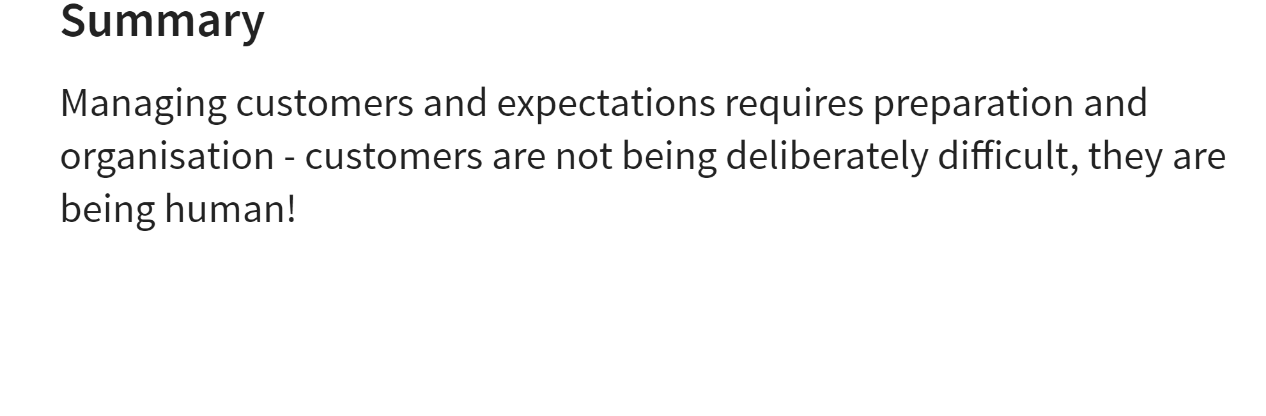 Summary
Managing customers and expectations requires preparation and
organisation - customers are not being deliberately difficult, they are
being human!